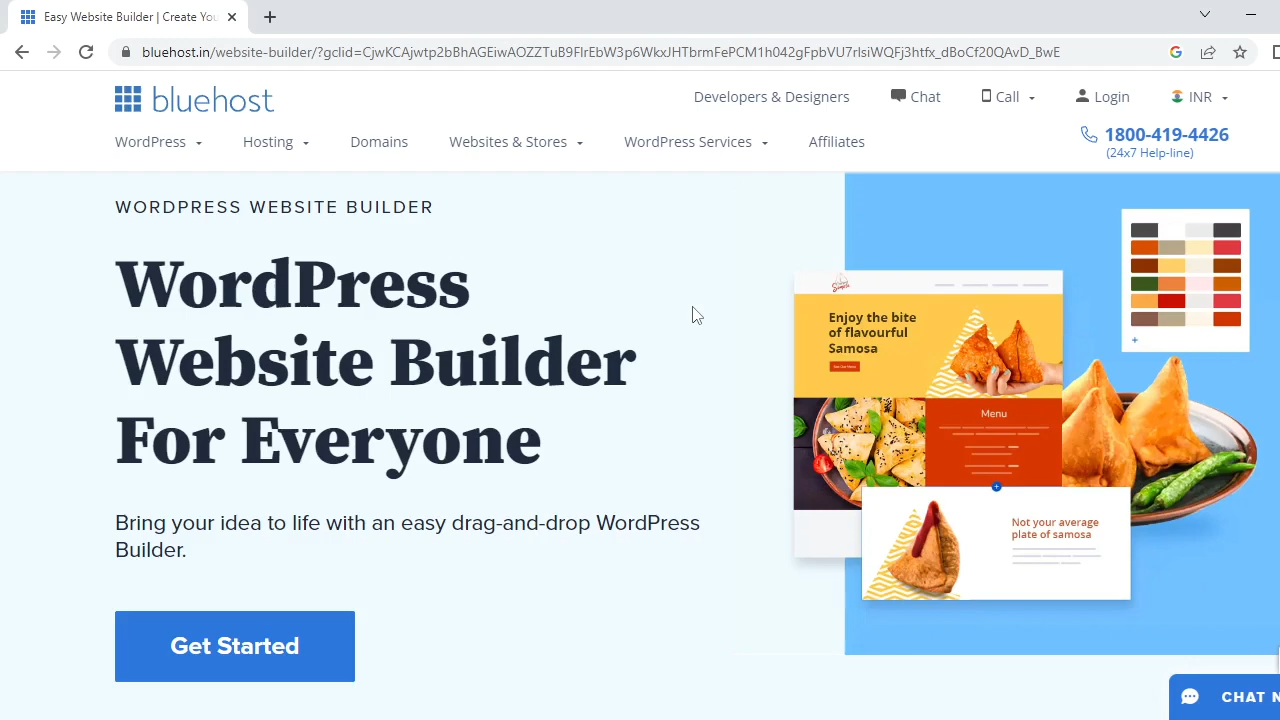 Easy Website Builder | Create You
bluehost.in/website-builder/?gclid=CjwKCAjwtp2bBhAGEiwAOZZTuB9FlrEbW3p6WkxJHTbrmFePCM1h042gFpbVU7rlsiWQFj3htfx_dBoCf20QAvD_BwE
bluehost
Developers & Designers Chat Call Login INR
WordPress Hosting Domains Websites & Stores WordPress Services Affiliates
1800-419-4426
(24x7 Help-line)
WORDPRESS WEBSITE BUILDER
WordPress
Website Builder
For Everyone
Bring your idea to life with an easy drag-and-drop WordPress
Builder.
Get Started
Enjoy the bite
of flavourful
Samosa
Menu
Not your average
plate of samosa
CHAT N